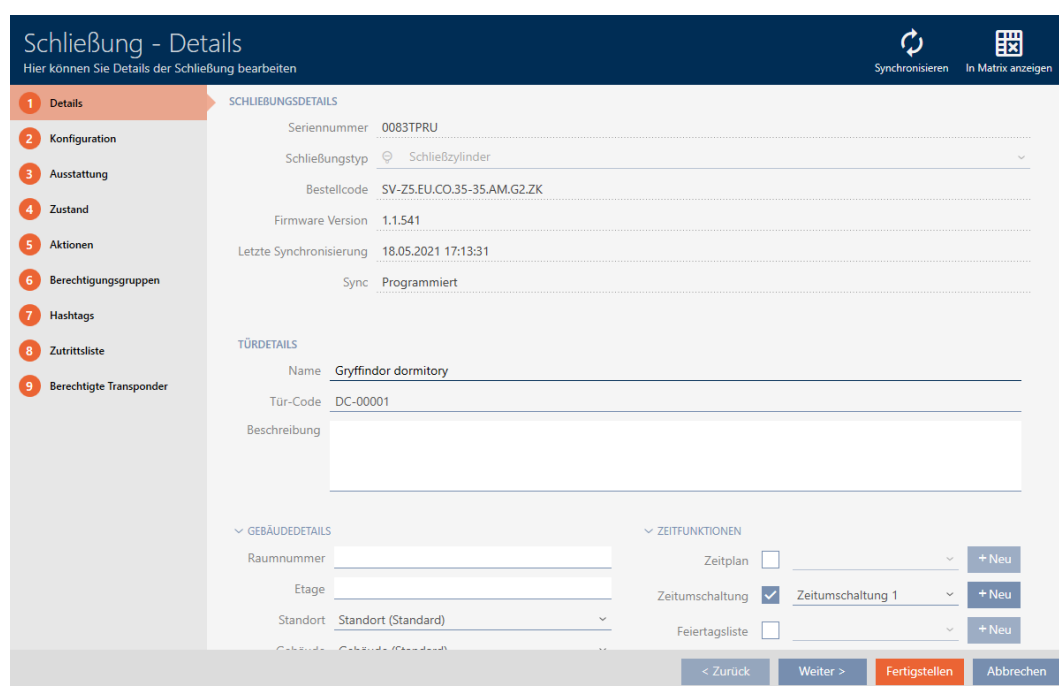 Schließung - Details
Hier können Sie Details der Schließung bearbeiten
Synchronisieren
In Matrix anzeigen
1 Details
2 Konfiguration
3 Ausstattung
4 Zustand
5 Aktionen
6 Berechtigungsgruppen
7 Hashtags
8 Zutrittsliste
9 Berechtigte Transponder
SCHLIEßUNGSDETAILS
Seriennummer 0083TPRU
Schließungstyp Schließzylinder
Bestellcode SV-Z5.EU.CO.35-35.AM.G2.ZK
Firmware Version 1.1.541
Letzte Synchronisierung 18.05.2021 17:13:31
Sync Programmiert
TÜRDETAILS
Name Gryffindor dormitory
Tür-Code DC-00001
Beschreibung
GEBÄUDEDETAILS
Raumnummer
Etage
Standort Standort (Standard)
Gebäude Gebäude (Standard)
ZEITFUNKTIONEN
Zeitplan + Neu
Zeitumschaltung Zeitumschaltung 1 + Neu
Feiertagsliste + Neu
< Zurück
Weiter >
Fertigstellen
Abbrechen